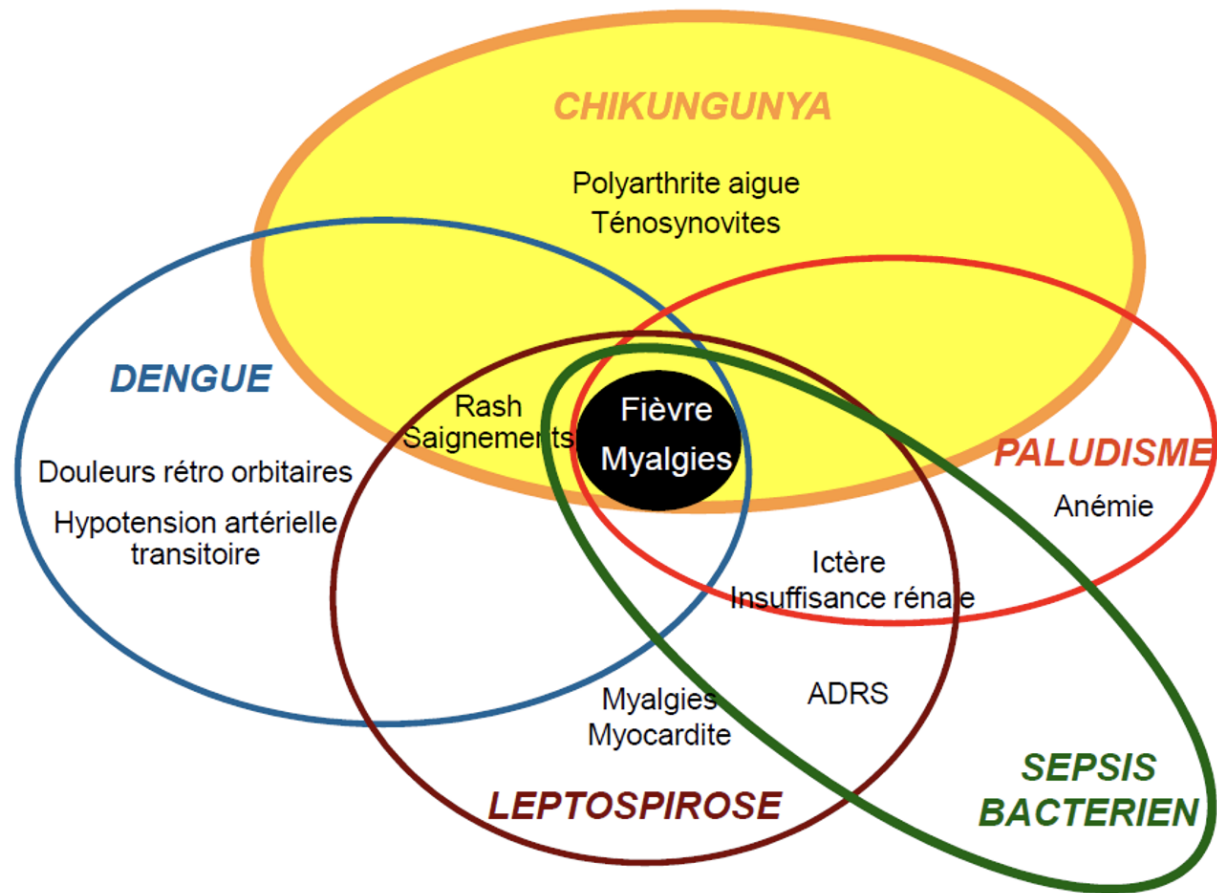 CHIKUNGUNYA
Polyarthrite aigue
Ténosynovites
DENGUE
Rash
Saignements
Fièvre
Myalgies
PALUDISME
Douleurs rétro orbitaires
Anémie
Hypotension artérielle
transitoire
Ictère
Insuffisance rénale
Myalgies
Myocardite
ADRS
LEPTOSPIROSE
SEPSIS
BACTERIEN